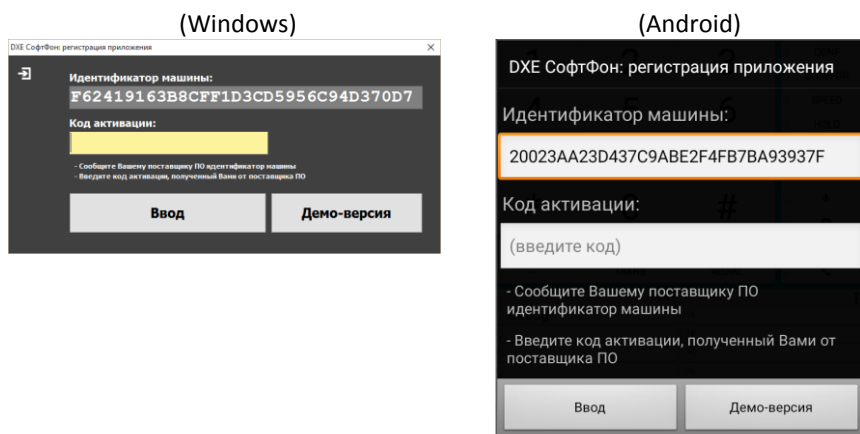 (Windows)
DXE СофтФон: регистрация приложения
Идентификатор машины:
F62419163B8CFF1D3CD5956C94D370D7
Код активации:
- Сообщите Вашему поставщику ПО идентификатор машины
- Введите код активации, полученный Вами от поставщика ПО
Ввод
Демо-версия
(Android)
DXE СофтФон: регистрация приложения
Идентификатор машины:
20023AA23D437C9ABE2F4FB7BA93937F
Код активации:
#
(введите код)
- Сообщите Вашему поставщику ПО
идентификатор машины
- Введите код активации, полученный Вами от
поставщика ПО
Ввод
Демо-версия